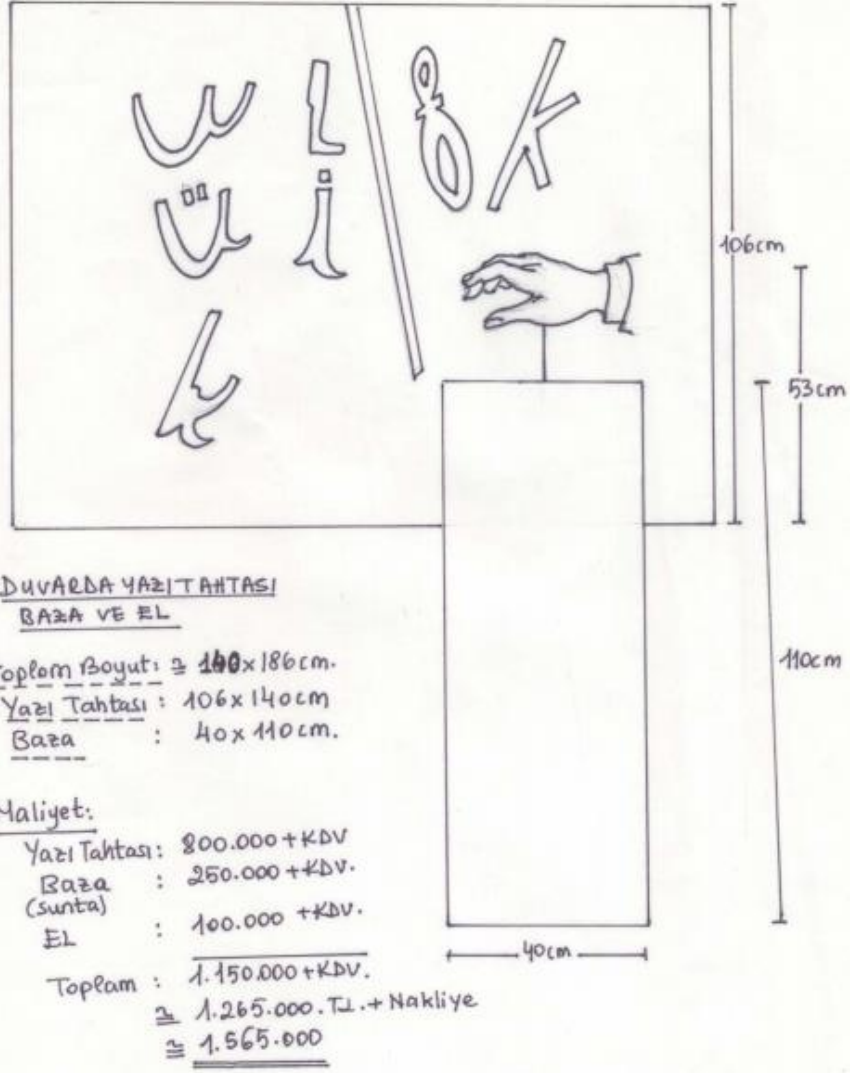 106cm
53cm
110cm
40cm
DUVARDA YAZI TAHTASI
BAZA VE EL
Toplam Boyut: ≅ 140x186cm.
Yazı Tahtası : 106x140cm
Baza : 40x110cm.
Maliyet:
Yazı Tahtası: 800.000+KDV
Baza : 250.000+KDV.
(sunta)
EL : 100.000 +KDV.
Toplam : 1.150.000+KDV.
≅ 1.265.000.TL.+Nakliye
≅ 1.565.000